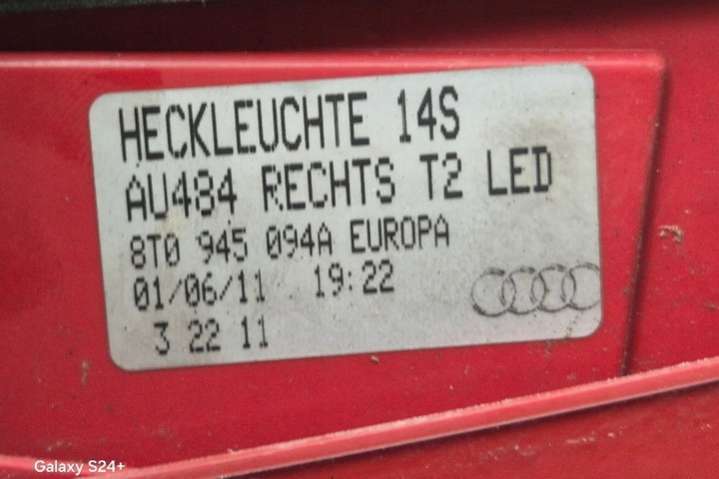 HECKLEUCHTE 14S
AU484 RECHTS T2 LED
8T0 945 094A EUROPA
01/06/11 19:22
3 22 11
Galaxy S24+